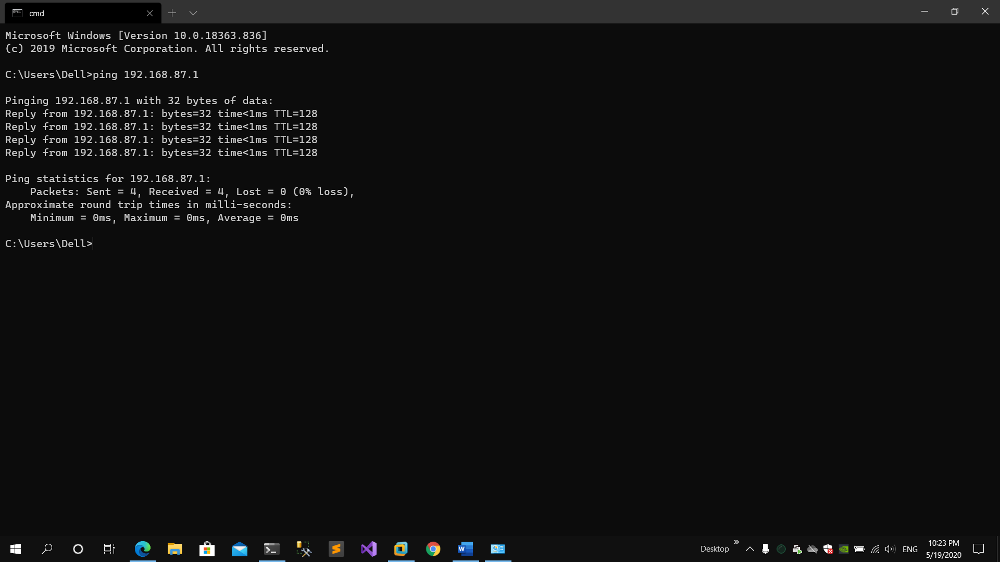 cmd
Microsoft Windows [Version 10.0.18363.836]
(c) 2019 Microsoft Corporation. All rights reserved.
C:\Users\Dell>ping 192.168.87.1
Pinging 192.168.87.1 with 32 bytes of data:
Reply from 192.168.87.1: bytes=32 time<1ms TTL=128
Reply from 192.168.87.1: bytes=32 time<1ms TTL=128
Reply from 192.168.87.1: bytes=32 time<1ms TTL=128
Reply from 192.168.87.1: bytes=32 time<1ms TTL=128
Ping statistics for 192.168.87.1:
    Packets: Sent = 4, Received = 4, Lost = 0 (0% loss),
Approximate round trip times in milli-seconds:
    Minimum = 0ms, Maximum = 0ms, Average = 0ms
C:\Users\Dell>
Desktop
ENG
10:23 PM
5/19/2020